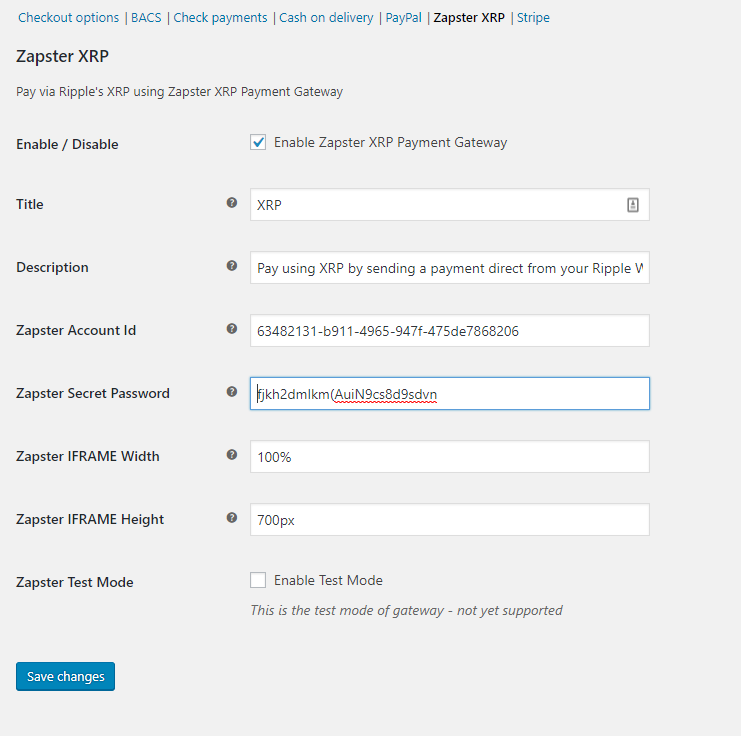 Checkout options | BACS | Check payments | Cash on delivery | PayPal | Zapster XRP | Stripe
Zapster XRP
Pay via Ripple's XRP using Zapster XRP Payment Gateway
Enable / Disable Enable Zapster XRP Payment Gateway
Title ? XRP
Description ? Pay using XRP by sending a payment direct from your Ripple W
Zapster Account Id ? 63482131-b911-4965-947f-475de7868206
Zapster Secret Password ? fjkh2dmlkm(AuiN9cs8d9sdvn
Zapster IFRAME Width ? 100%
Zapster IFRAME Height ? 700px
Zapster Test Mode Enable Test Mode
This is the test mode of gateway - not yet supported
Save changes